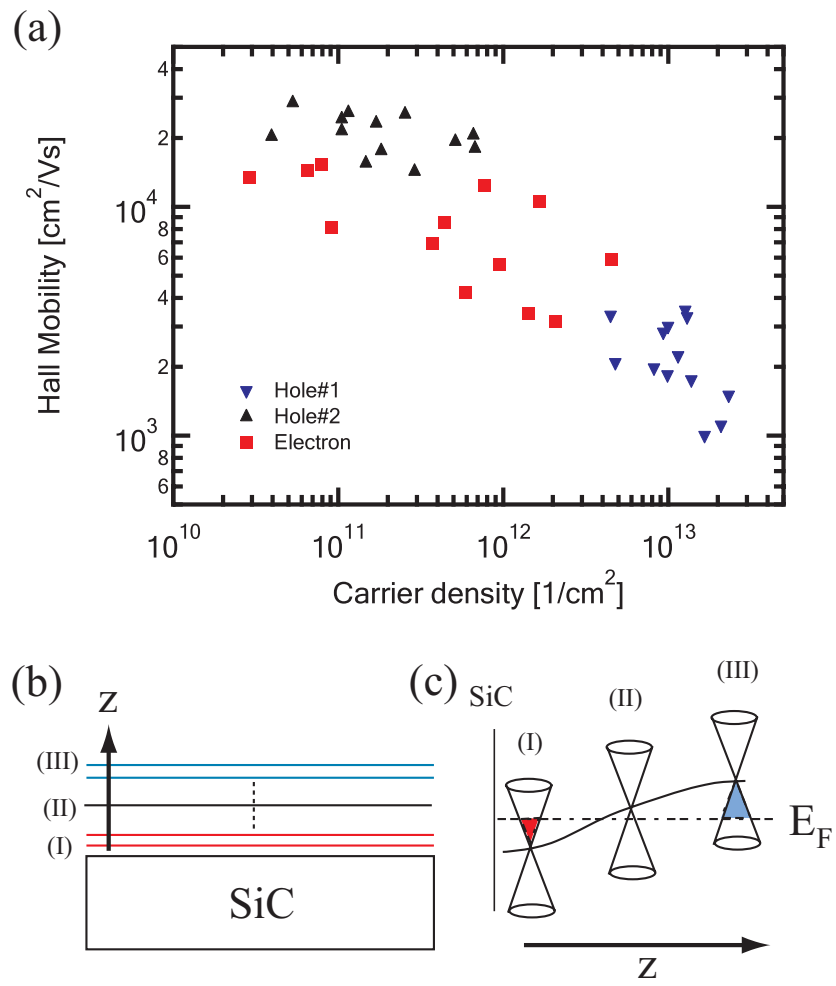 (a)
Hall Mobility [cm²/Vs]
4
2
10⁴
8
6
4
2
10³
8
6
Hole#1
Hole#2
Electron
10¹⁰
10¹¹
10¹²
10¹³
Carrier density [1/cm²]
(b)
z
(III)
(II)
(I)
SiC
(c)
SiC
(I)
(II)
(III)
E_F
z